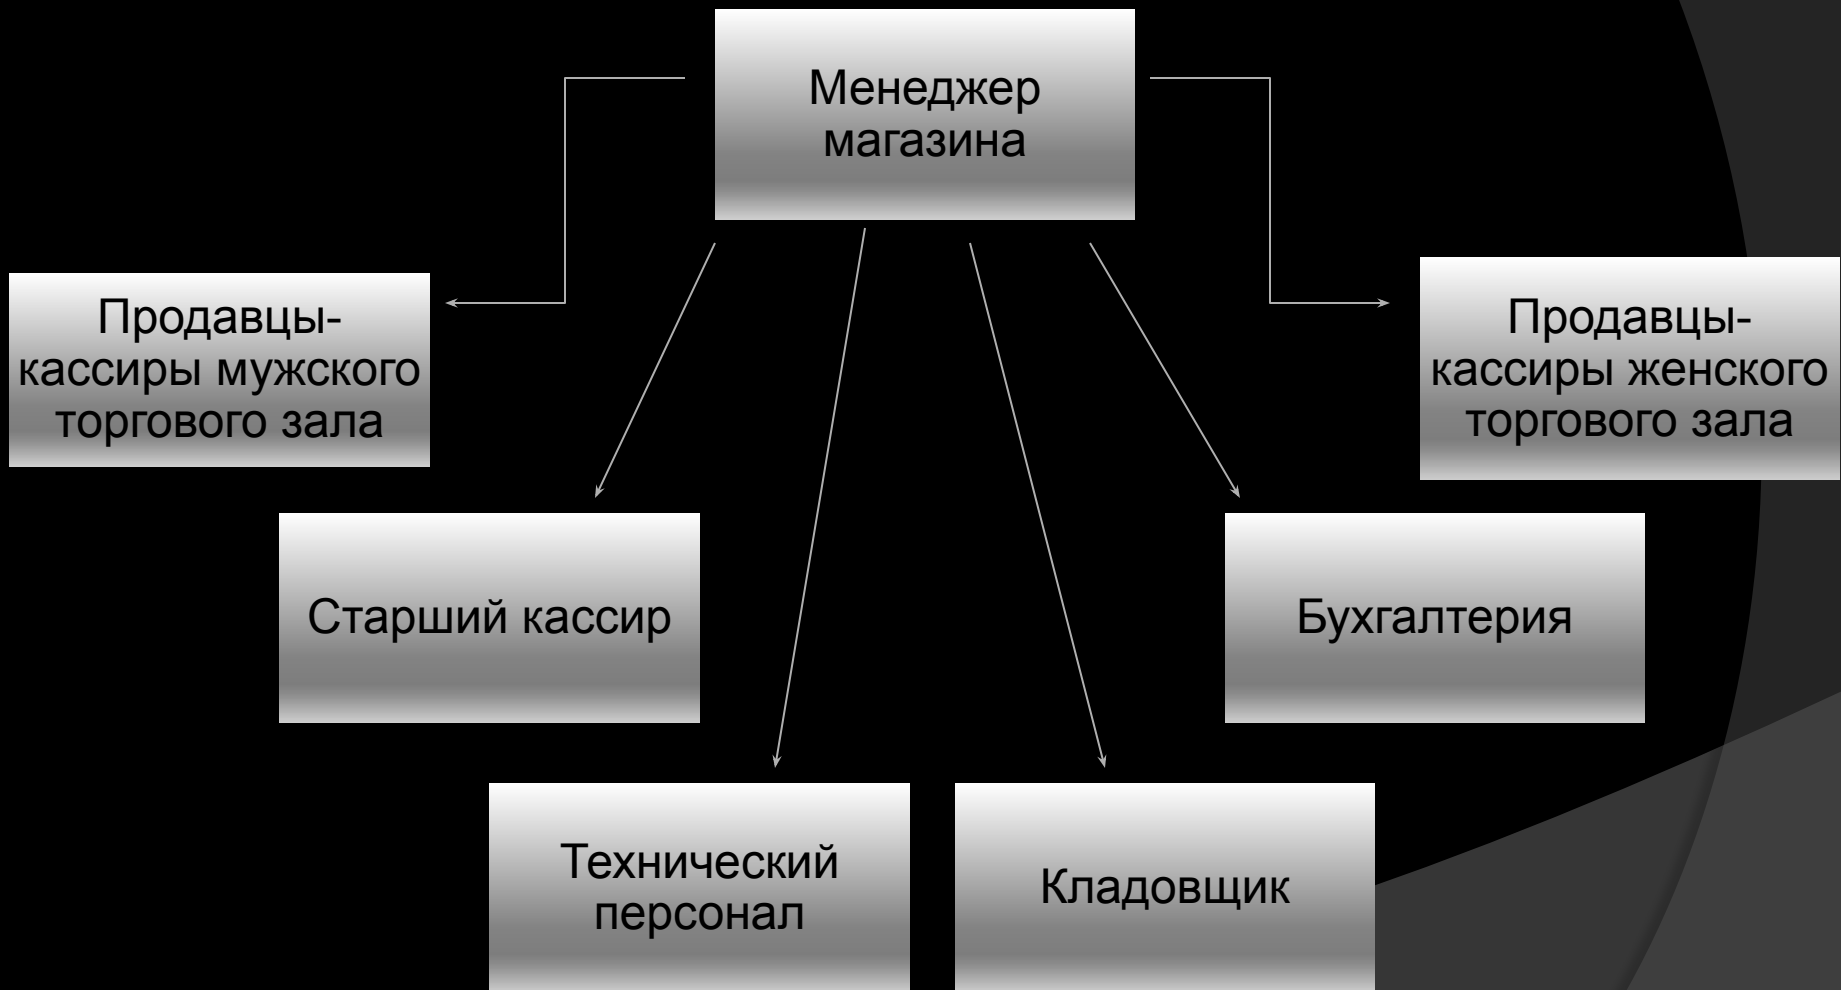 Менеджер
магазина
Продавцы-
кассиры мужского
торгового зала
Продавцы-
кассиры женского
торгового зала
Старший кассир
Бухгалтерия
Технический
персонал
Кладовщик